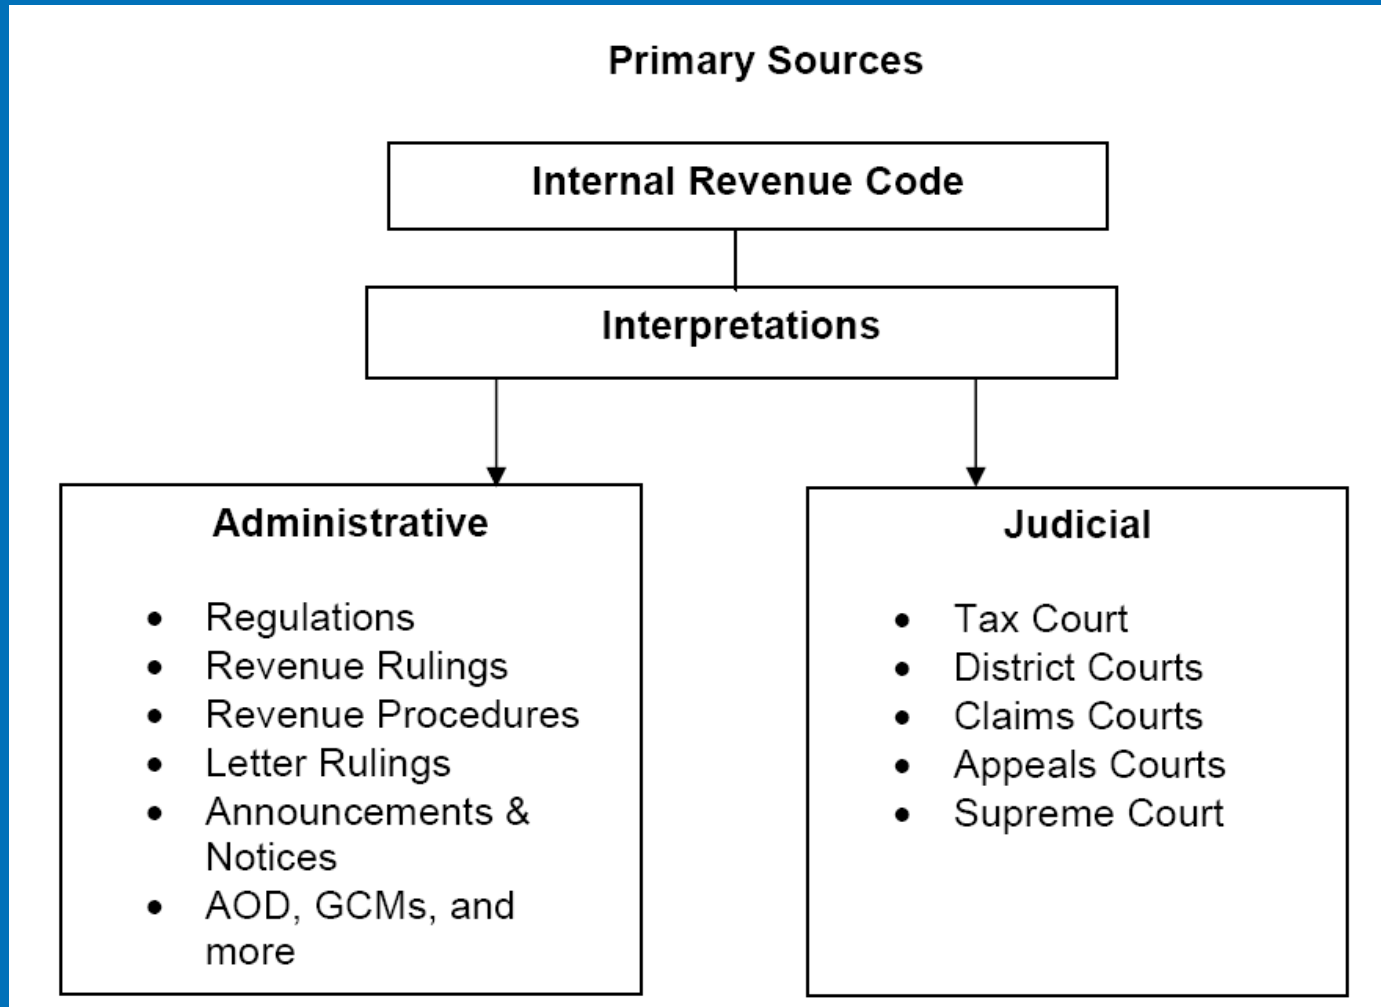 Primary Sources
Internal Revenue Code
Interpretations
Administrative
• Regulations
• Revenue Rulings
• Revenue Procedures
• Letter Rulings
• Announcements &
Notices
• AOD, GCMs, and
more
Judicial
• Tax Court
• District Courts
• Claims Courts
• Appeals Courts
• Supreme Court